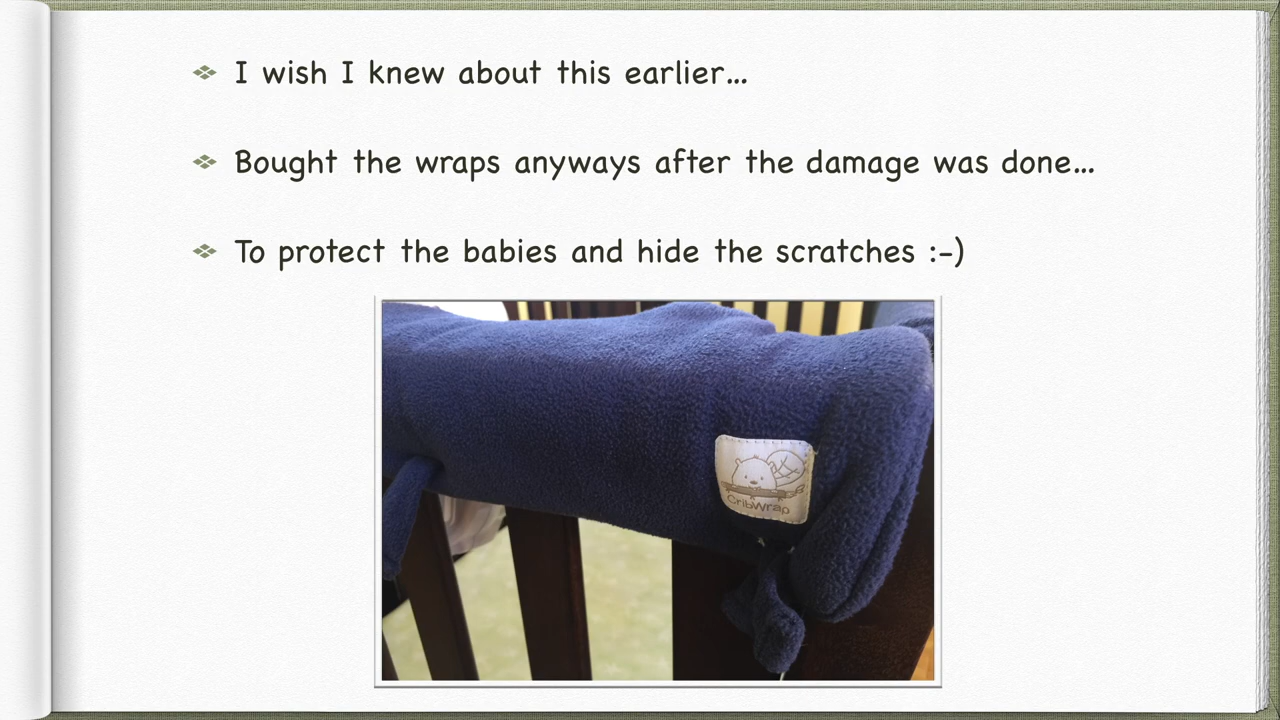 I wish I knew about this earlier...
Bought the wraps anyways after the damage was done...
To protect the babies and hide the scratches :-)
CribWrap